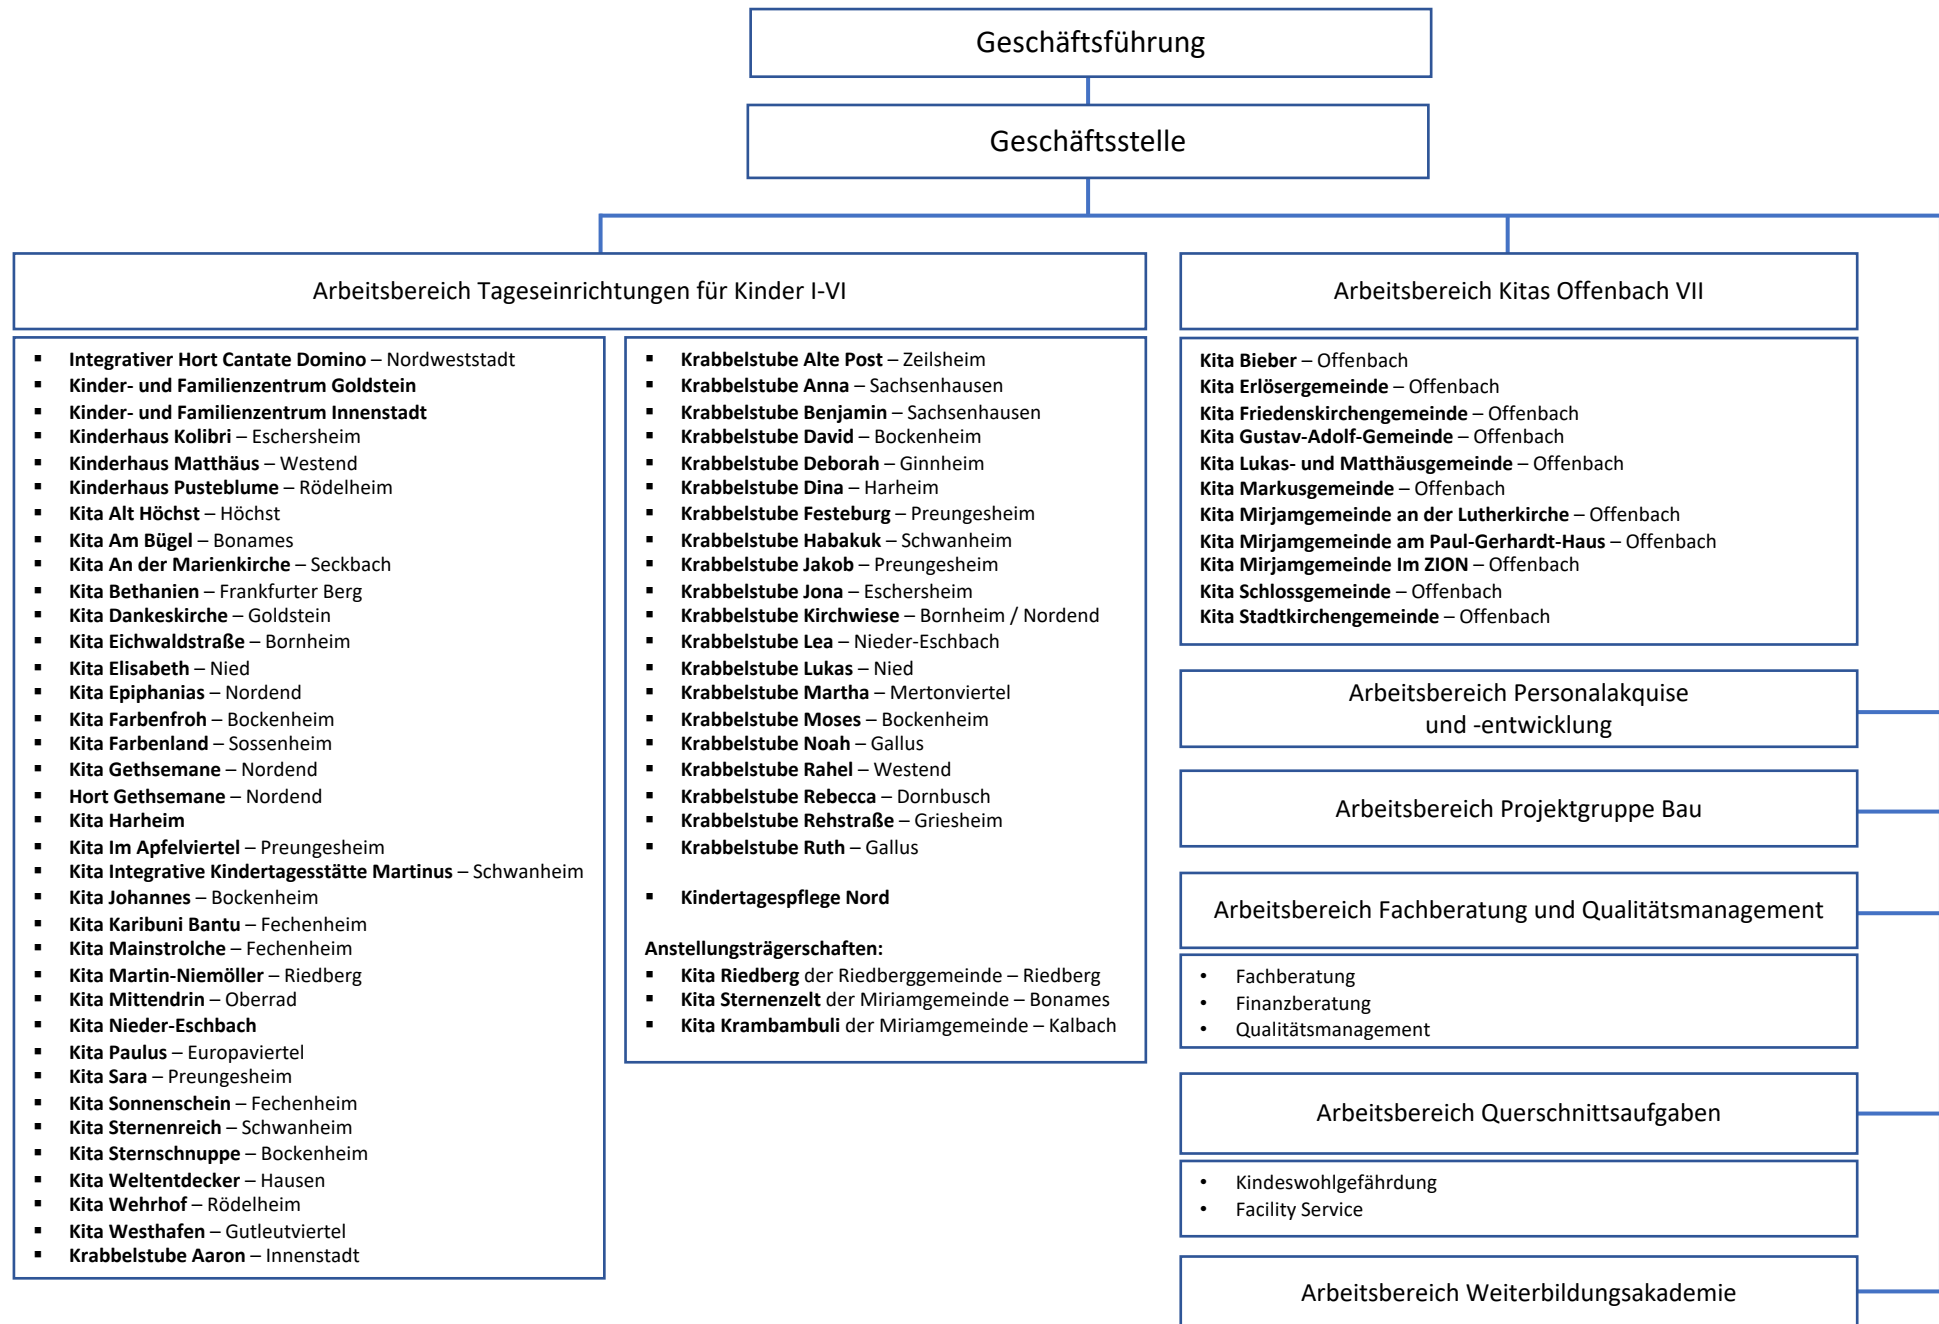 Geschäftsführung
Geschäftsstelle
Arbeitsbereich Tageseinrichtungen für Kinder I-VI
▪ Integrativer Hort Cantate Domino – Nordweststadt
▪ Kinder- und Familienzentrum Goldstein
▪ Kinder- und Familienzentrum Innenstadt
▪ Kinderhaus Kolibri – Eschersheim
▪ Kinderhaus Matthäus – Westend
▪ Kinderhaus Pusteblume – Rödelheim
▪ Kita Alt Höchst – Höchst
▪ Kita Am Bügel – Bonames
▪ Kita An der Marienkirche – Seckbach
▪ Kita Bethanien – Frankfurter Berg
▪ Kita Dankeskirche – Goldstein
▪ Kita Eichwaldstraße – Bornheim
▪ Kita Elisabeth – Nied
▪ Kita Epiphanias – Nordend
▪ Kita Farbenfroh – Bockenheim
▪ Kita Farbenland – Sossenheim
▪ Kita Gethsemane – Nordend
▪ Hort Gethsemane – Nordend
▪ Kita Harheim
▪ Kita Im Apfelviertel – Preungesheim
▪ Kita Integrative Kindertagesstätte Martinus – Schwanheim
▪ Kita Johannes – Bockenheim
▪ Kita Karibuni Bantu – Fechenheim
▪ Kita Mainstrolche – Fechenheim
▪ Kita Martin-Niemöller – Riedberg
▪ Kita Mittendrin – Oberrad
▪ Kita Nieder-Eschbach
▪ Kita Paulus – Europaviertel
▪ Kita Sara – Preungesheim
▪ Kita Sonnenschein – Fechenheim
▪ Kita Sternenreich – Schwanheim
▪ Kita Sternschnuppe – Bockenheim
▪ Kita Weltentdecker – Hausen
▪ Kita Wehrhof – Rödelheim
▪ Kita Westhafen – Gutleutviertel
▪ Krabbelstube Aaron – Innenstadt
▪ Krabbelstube Alte Post – Zeilsheim
▪ Krabbelstube Anna – Sachsenhausen
▪ Krabbelstube Benjamin – Sachsenhausen
▪ Krabbelstube David – Bockenheim
▪ Krabbelstube Deborah – Ginnheim
▪ Krabbelstube Dina – Harheim
▪ Krabbelstube Festeburg – Preungesheim
▪ Krabbelstube Habakuk – Schwanheim
▪ Krabbelstube Jakob – Preungesheim
▪ Krabbelstube Jona – Eschersheim
▪ Krabbelstube Kirchwiese – Bornheim / Nordend
▪ Krabbelstube Lea – Nieder-Eschbach
▪ Krabbelstube Lukas – Nied
▪ Krabbelstube Martha – Mertonviertel
▪ Krabbelstube Moses – Bockenheim
▪ Krabbelstube Noah – Gallus
▪ Krabbelstube Rahel – Westend
▪ Krabbelstube Rebecca – Dornbusch
▪ Krabbelstube Rehstraße – Griesheim
▪ Krabbelstube Ruth – Gallus
▪ Kindertagespflege Nord
Anstellungsträgerschaften:
▪ Kita Riedberg der Riedberggemeinde – Riedberg
▪ Kita Sternenzelt der Miriamgemeinde – Bonames
▪ Kita Krambambuli der Miriamgemeinde – Kalbach
Arbeitsbereich Kitas Offenbach VII
Kita Bieber – Offenbach
Kita Erlösergemeinde – Offenbach
Kita Friedenskirchengemeinde – Offenbach
Kita Gustav-Adolf-Gemeinde – Offenbach
Kita Lukas- und Matthäusgemeinde – Offenbach
Kita Markusgemeinde – Offenbach
Kita Mirjamgemeinde an der Lutherkirche – Offenbach
Kita Mirjamgemeinde am Paul-Gerhardt-Haus – Offenbach
Kita Mirjamgemeinde Im ZION – Offenbach
Kita Schlossgemeinde – Offenbach
Kita Stadtkirchengemeinde – Offenbach
Arbeitsbereich Personalakquise
und -entwicklung
Arbeitsbereich Projektgruppe Bau
Arbeitsbereich Fachberatung und Qualitätsmanagement
• Fachberatung
• Finanzberatung
• Qualitätsmanagement
Arbeitsbereich Querschnittsaufgaben
• Kindeswohlgefährdung
• Facility Service
Arbeitsbereich Weiterbildungsakademie